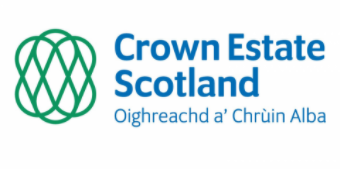 Crown Estate
Scotland
Oighreachd a' Chrùin Alba